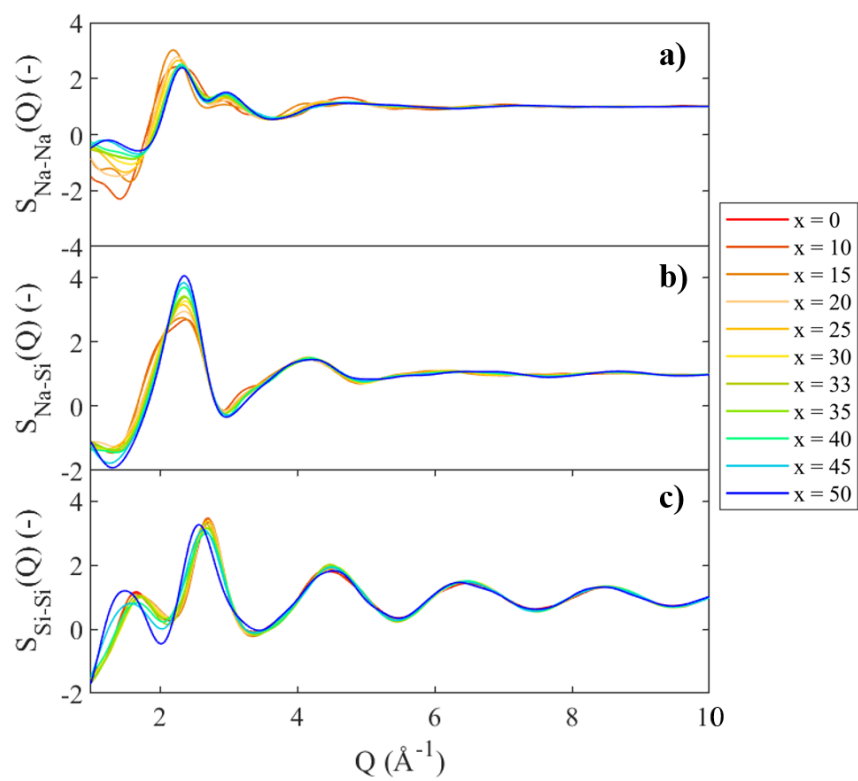 a)
S_Na-Na(Q) (-)
4
2
0
-2
-4
b)
S_Na-Si(Q) (-)
4
2
0
-2
c)
S_Si-Si(Q) (-)
4
2
0
-2
2
4
6
8
10
Q (Å^-1)
x = 0
x = 10
x = 15
x = 20
x = 25
x = 30
x = 33
x = 35
x = 40
x = 45
x = 50